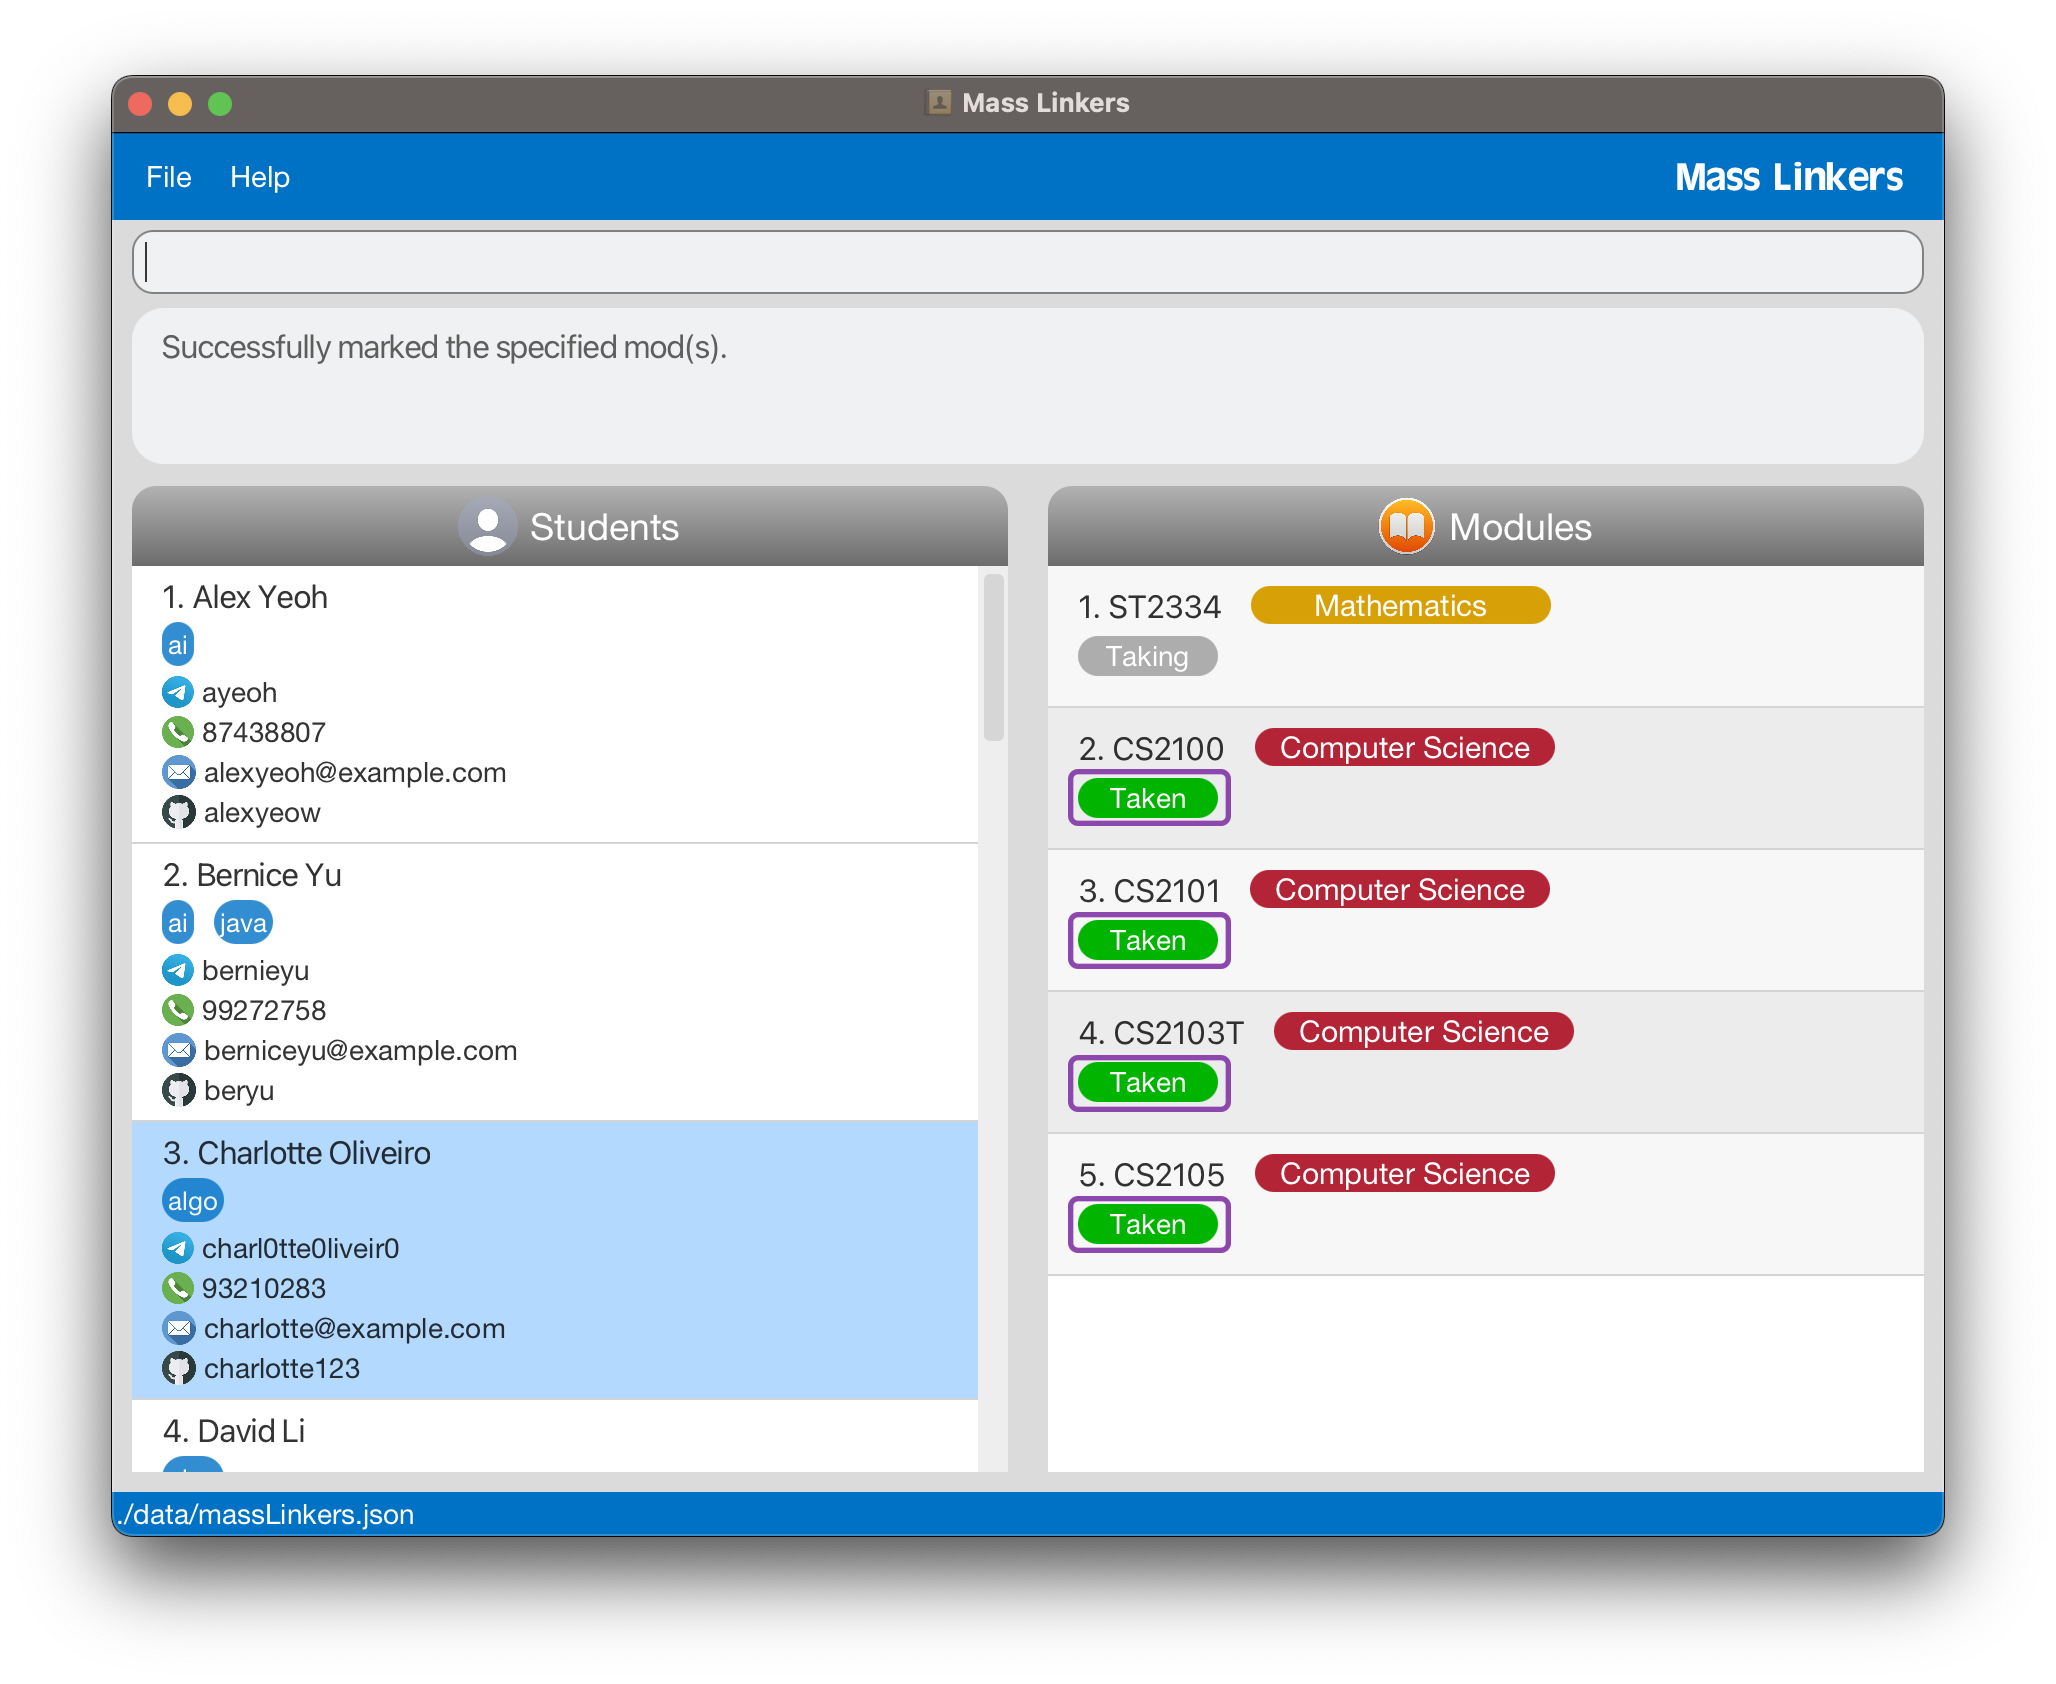 Mass Linkers
File Help Mass Linkers
Successfully marked the specified mod(s).
Students
1. Alex Yeoh
ai
ayeoh
87438807
alexyeoh@example.com
alexyeow
2. Bernice Yu
ai java
bernieyu
99272758
berniceyu@example.com
beryu
3. Charlotte Oliveiro
algo
charl0tte0liveir0
93210283
charlotte@example.com
charlotte123
4. David Li
Modules
1. ST2334 Mathematics
Taking
2. CS2100 Computer Science
Taken
3. CS2101 Computer Science
Taken
4. CS2103T Computer Science
Taken
5. CS2105 Computer Science
Taken
./data/massLinkers.json